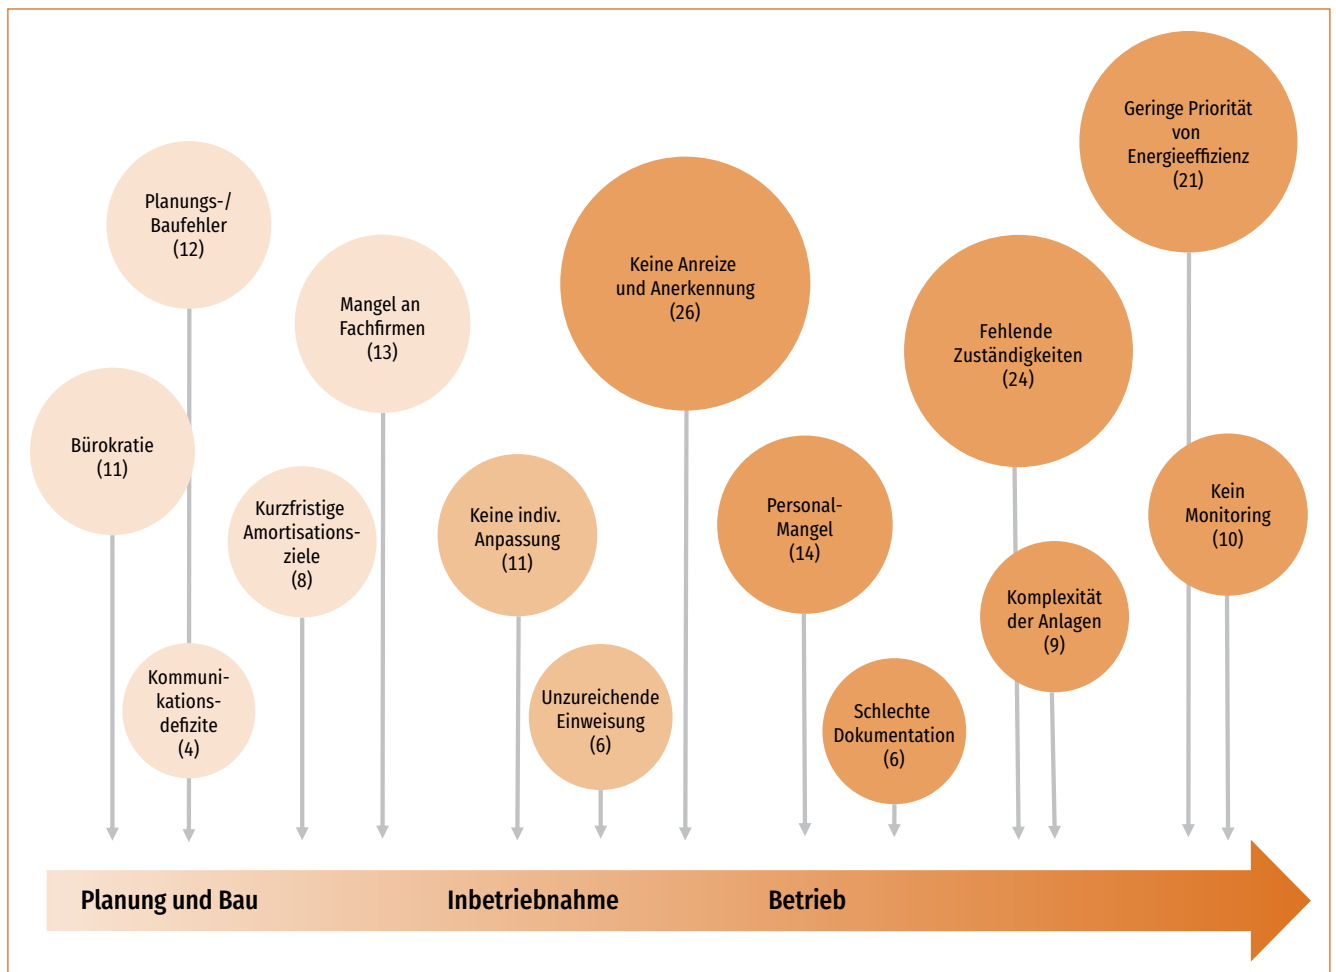 Planungs-/
Baufehler
(12)
Bürokratie
(11)
Kommuni-
kations-
defizite
(4)
Mangel an
Fachfirmen
(13)
Kurzfristige
Amortisations-
ziele
(8)
Keine indiv.
Anpassung
(11)
Unzureichende
Einweisung
(6)
Keine Anreize
und Anerkennung
(26)
Personal-
Mangel
(14)
Schlechte
Dokumentation
(6)
Fehlende
Zuständigkeiten
(24)
Komplexität
der Anlagen
(9)
Geringe Priorität
von
Energieeffizienz
(21)
Kein
Monitoring
(10)
Planung und Bau
Inbetriebnahme
Betrieb